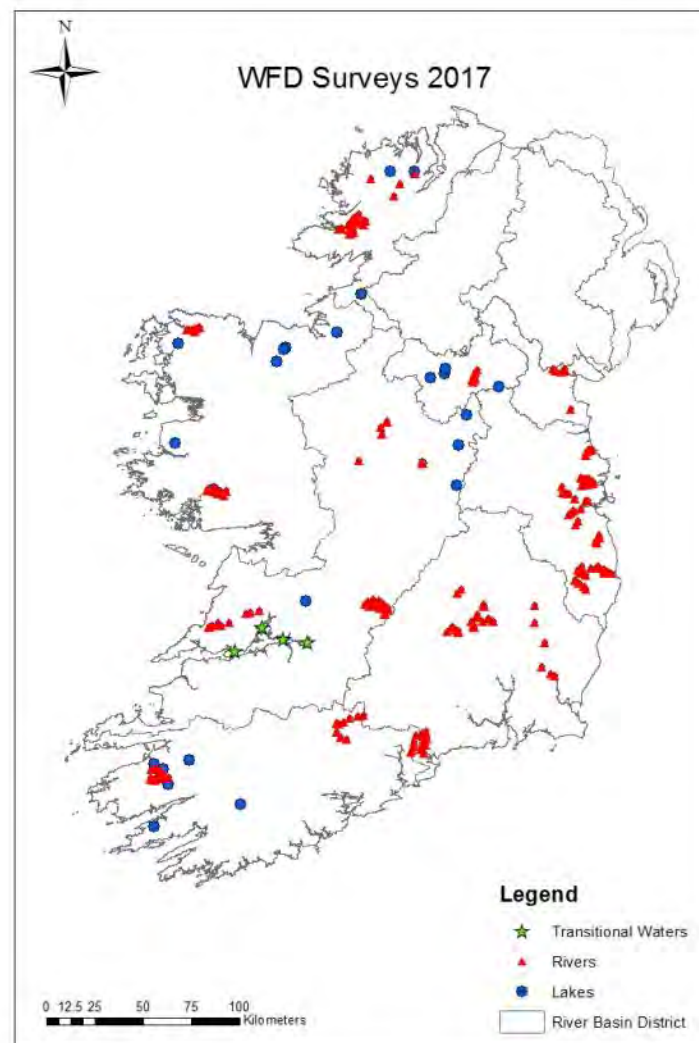 N
WFD Surveys 2017
Legend
Transitional Waters
Rivers
Lakes
River Basin District
0 12.5 25 50 75 100
Kilometers